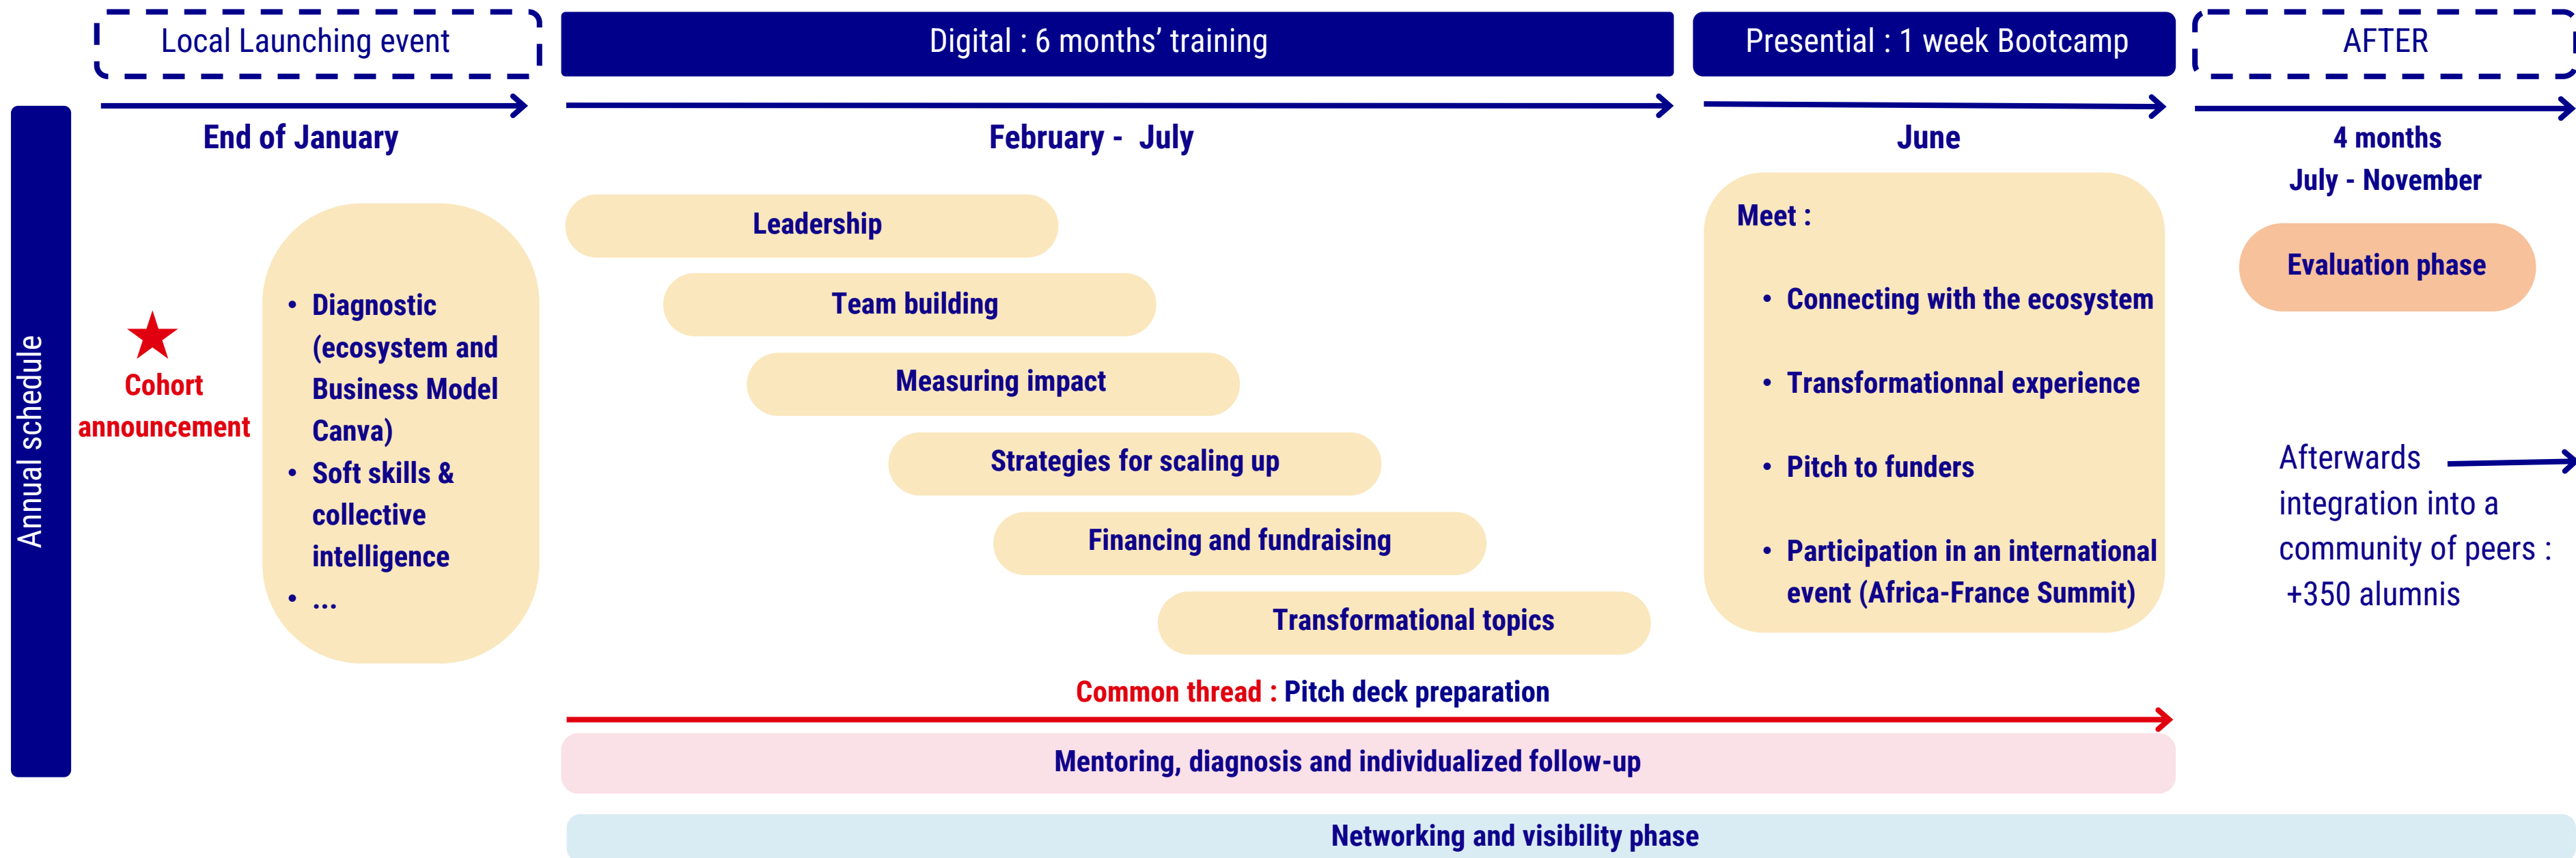 Local Launching event
Digital : 6 months’ training
Presential : 1 week Bootcamp
AFTER
Annual schedule
End of January
February - July
June
4 months
July - November
Cohort
announcement
• Diagnostic
(ecosystem and
Business Model
Canva)
• Soft skills &
collective
intelligence
• ...
Leadership
Team building
Measuring impact
Strategies for scaling up
Financing and fundraising
Transformational topics
Meet :
• Connecting with the ecosystem
• Transformationnal experience
• Pitch to funders
• Participation in an international
event (Africa-France Summit)
Evaluation phase
Afterwards
integration into a
community of peers :
+350 alumnis
Common thread : Pitch deck preparation
Mentoring, diagnosis and individualized follow-up
Networking and visibility phase